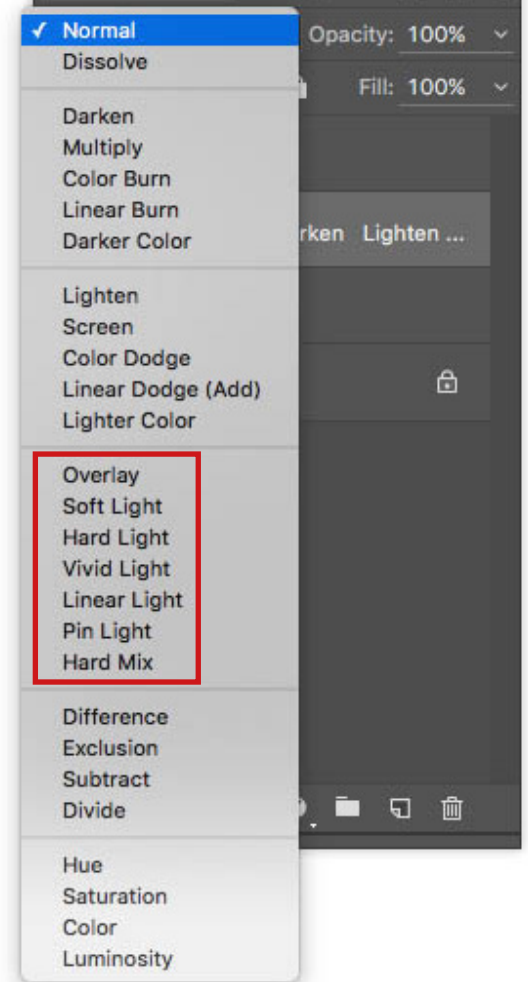 ✓ Normal
Dissolve
Darken
Multiply
Color Burn
Linear Burn
Darker Color
Lighten
Screen
Color Dodge
Linear Dodge (Add)
Lighter Color
Overlay
Soft Light
Hard Light
Vivid Light
Linear Light
Pin Light
Hard Mix
Difference
Exclusion
Subtract
Divide
Hue
Saturation
Color
Luminosity
Opacity: 100%
Fill: 100%
rken Lighten ...